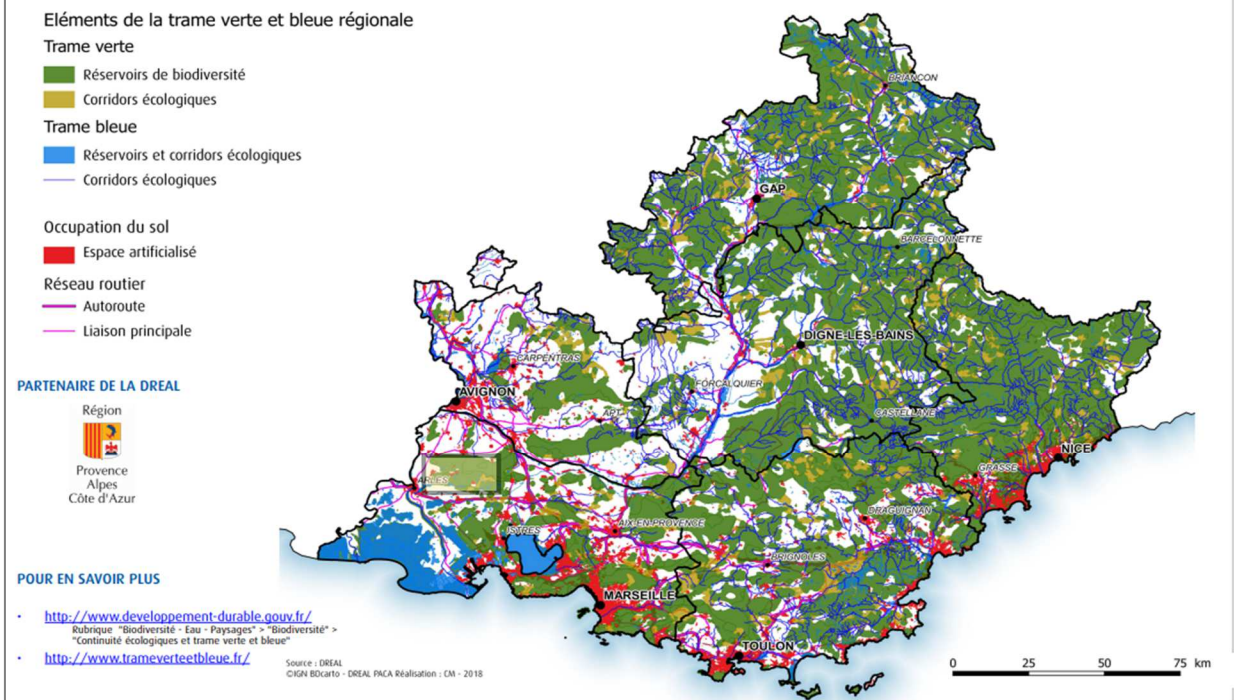 Eléments de la trame verte et bleue régionale
Trame verte
Réservoirs de biodiversité
Corridors écologiques
Trame bleue
Réservoirs et corridors écologiques
Corridors écologiques
Occupation du sol
Espace artificialisé
Réseau routier
Autoroute
Liaison principale
PARTENAIRE DE LA DREAL
Région
Provence
Alpes
Côte d'Azur
POUR EN SAVOIR PLUS
http://www.developpement-durable.gouv.fr/
Rubrique "Biodiversité - Eau - Paysages" > "Biodiversité" >
"Continuité écologiques et trame verte et bleue"
http://www.trameverteetbleue.fr/
Source : DREAL
©IGN BDcarto - DREAL PACA Réalisation : CM - 2018
BRIANCON
GAP
BARCELONNETTE
DIGNE-LES-BAINS
CARPENTRAS
FORCALQUIER
AVIGNON
APT
CASTELLANE
NICE
GRASSE
ARLES
DRAGUIGNAN
ISTRES
AIX-EN-PROVENCE
BRIGNOLES
MARSEILLE
TOULON
0 25 50 75 km